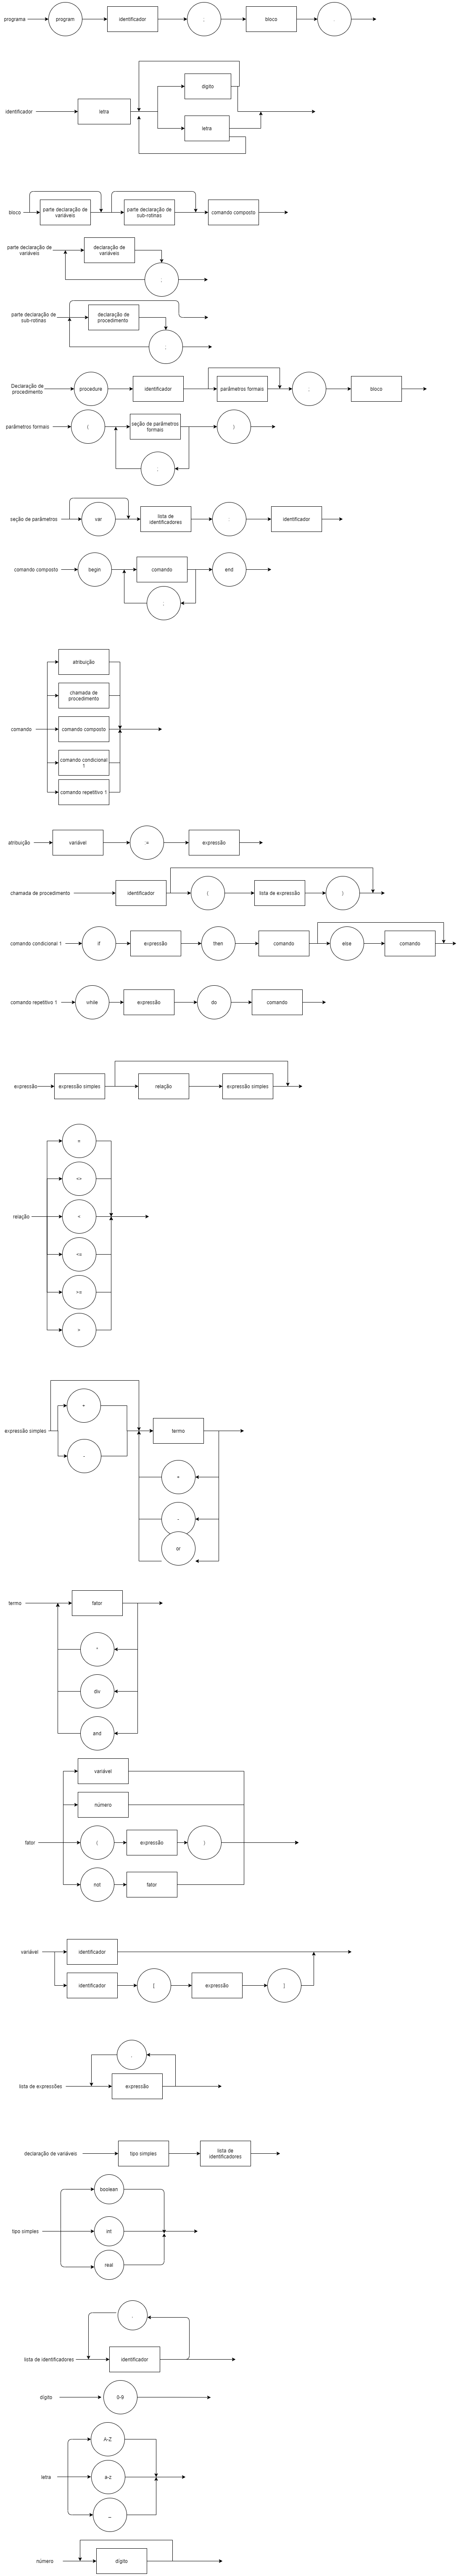 programa
program
identificador
;
bloco
.
identificador
letra
dígito
letra
bloco
parte declaração de
variáveis
parte declaração de
sub-rotinas
comando composto
parte declaração de
variáveis
declaração de
variáveis
;
parte declaração de
sub-rotinas
declaração de
procedimento
;
Declaração de
procedimento
procedure
identificador
parâmetros formais
;
bloco
parâmetros formais
(
seção de parâmetros
formais
)
;
seção de parâmetros
var
lista de
identificadores
:
identificador
comando composto
begin
comando
end
;
atribuição
chamada de
procedimento
comando
comando composto
comando condicional
1
comando repetitivo 1
atribuição
variável
:=
expressão
chamada de procedimento
identificador
(
lista de expressão
)
comando condicional 1
if
expressão
then
comando
else
comando
comando repetitivo 1
while
expressão
do
comando
expressão
expressão simples
relação
expressão simples
=
<>
relação
<
<=
>=
>
+
expressão simples
termo
-
+
-
or
termo
fator
*
div
and
variável
número
fator
(
expressão
)
not
fator
variável
identificador
identificador
[
expressão
]
,
lista de expressões
expressão
declaração de variáveis
tipo simples
lista de
identificadores
boolean
tipo simples
int
real
,
lista de identificadores
identificador
dígito
0-9
A-Z
letra
a-z
_
número
dígito